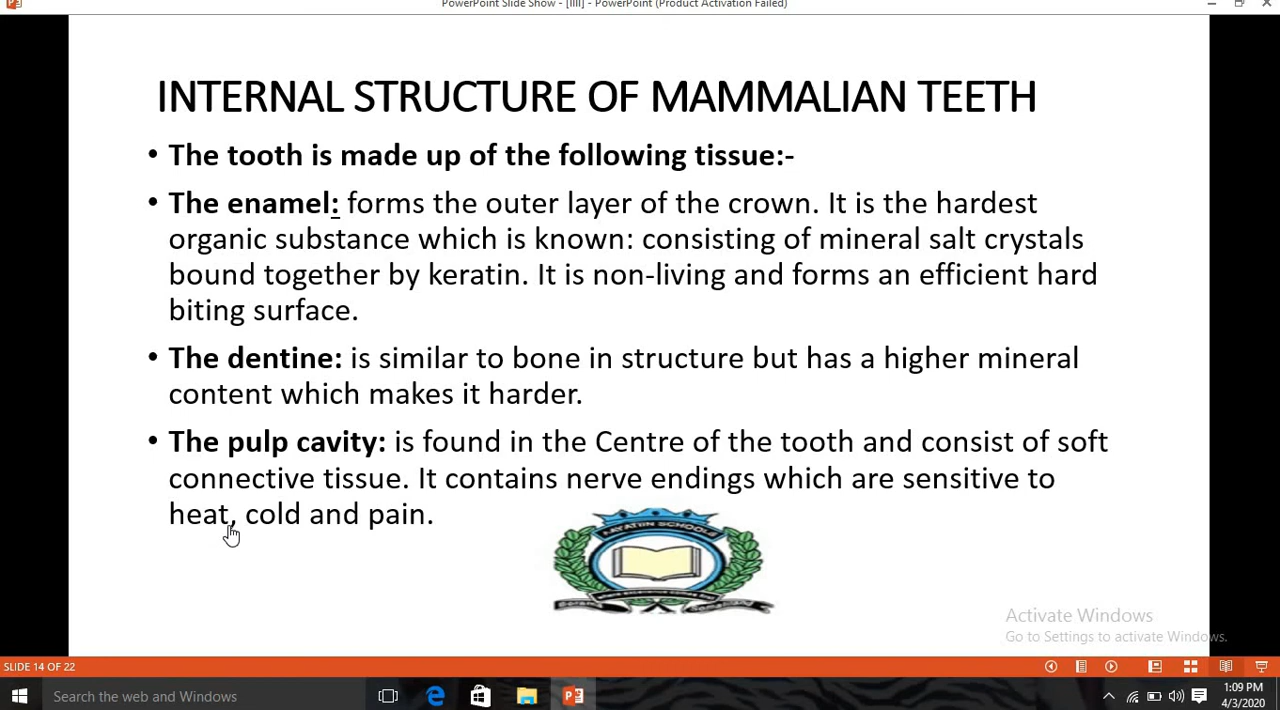 PowerPoint Slide Show - [IIII] - PowerPoint (Product Activation Failed)
INTERNAL STRUCTURE OF MAMMALIAN TEETH
• The tooth is made up of the following tissue:-
• The enamel: forms the outer layer of the crown. It is the hardest
organic substance which is known: consisting of mineral salt crystals
bound together by keratin. It is non-living and forms an efficient hard
biting surface.
• The dentine: is similar to bone in structure but has a higher mineral
content which makes it harder.
• The pulp cavity: is found in the Centre of the tooth and consist of soft
connective tissue. It contains nerve endings which are sensitive to
heat, cold and pain.
SCHOOLS
Activate Windows
Go to Settings to activate Windows.
SLIDE 14 OF 22
Search the web and Windows
1:09 PM
4/3/2020